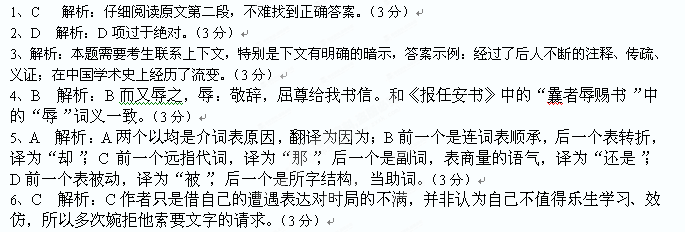 1、C 解析：仔细阅读原文第二段，不难找到正确答案。（3分）
2、D 解析：D项过于绝对。（3分）
3、解析：本题需要考生联系上下文，特别是下文有明确的暗示，答案示例：经过了后人不断的注释、传疏、
义证；在中国学术史上经历了流变。（3分）
4、B 解析：B而又辱之，辱：敬辞，屈尊给我书信。和《报任安书》中的“曩者辱赐书”中
的“辱”词义一致。（3分）
5、A 解析：A两个以均是介词表原因，翻译为因为；B前一个是连词表顺承，后一个表转折，
译为“却”；C 前一个远指代词，译为“那”，后一个是副词，表商量的语气，译为“还是”；
D前一个表被动，译为“被”，后一个是所字结构，当助词。（3分）
6、C 解析：C作者只是借自己的遭遇表达对时局的不满，并非认为自己不值得乐生学习、效
仿，所以多次婉拒他索要文字的请求。（3分）